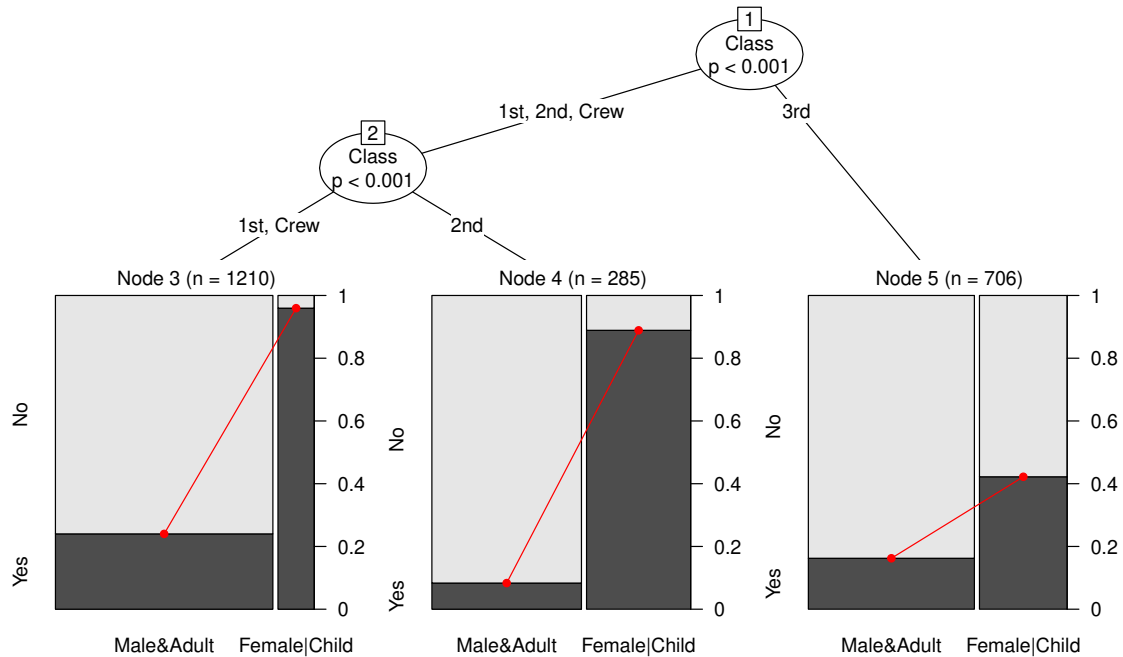 1
Class
p < 0.001
1st, 2nd, Crew
3rd
2
Class
p < 0.001
1st, Crew
2nd
Node 3 (n = 1210)
No
Yes
1
0.8
0.6
0.4
0.2
0
Male&Adult
Female|Child
Node 4 (n = 285)
No
Yes
1
0.8
0.6
0.4
0.2
0
Male&Adult
Female|Child
Node 5 (n = 706)
No
Yes
1
0.8
0.6
0.4
0.2
0
Male&Adult
Female|Child